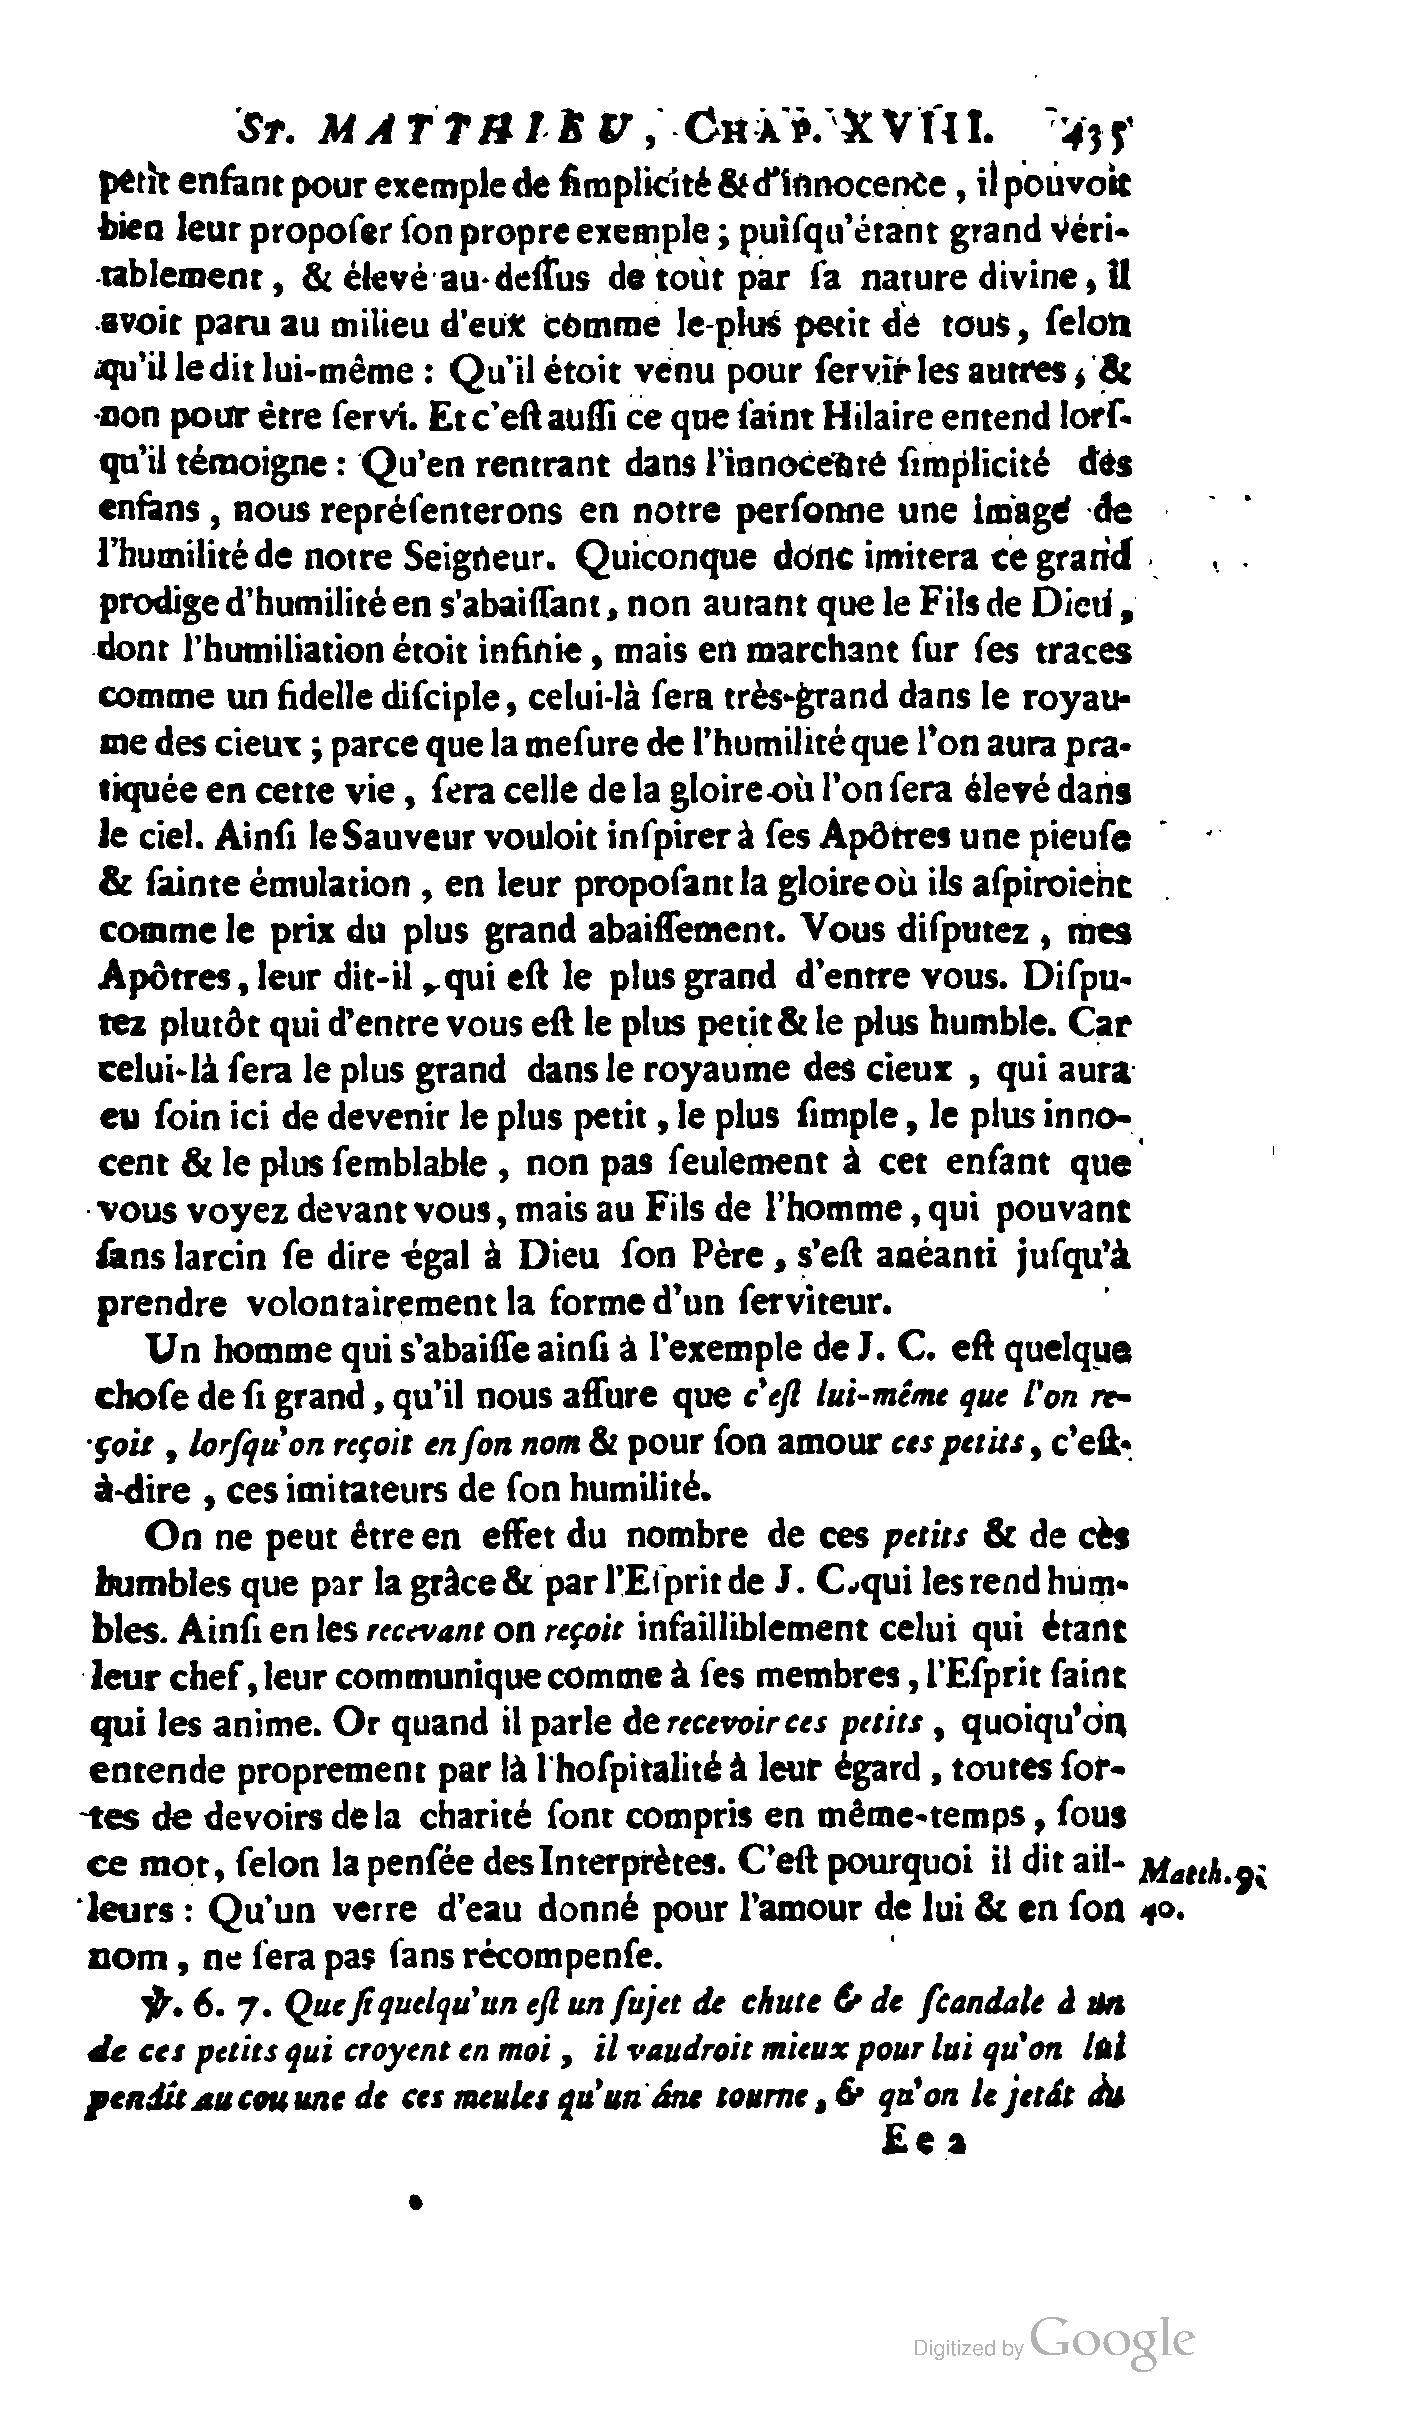 St. MATTHIEU, CHAP. XVIII. 435
petit enfant pour exemple de ſimplicité & d'innocence, il pouvoit
bien leur propoſer ſon propre exemple; puiſqu'étant grand véri-
tablement, & élevé au-deſſus de tout par ſa nature divine, il
avoit paru au milieu d'eux comme le plus petit de tous, ſelon
qu'il le dit lui-même : Qu'il étoit venu pour ſervir les autres, &
non pour être ſervi. Et c'eſt auſſi ce que ſaint Hilaire entend lorſ-
qu'il témoigne : Qu'en rentrant dans l'innocente ſimplicité des
enfans, nous repréſenterons en notre perſonne une image de
l'humilité de notre Seigneur. Quiconque donc imitera ce grand
prodige d'humilité en s'abaiſſant, non autant que le Fils de Dieu,
dont l'humiliation étoit infinie, mais en marchant ſur ſes traces
comme un fidelle diſciple, celui-là ſera très-grand dans le royau-
me des cieux; parce que la meſure de l'humilité que l'on aura pra-
tiquée en cette vie, ſera celle de la gloire où l'on ſera élevé dans
le ciel. Ainſi le Sauveur vouloit inſpirer à ſes Apôtres une pieuſe
& ſainte émulation, en leur propoſant la gloire où ils aſpiroient
comme le prix du plus grand abaiſſement. Vous diſputez, mes
Apôtres, leur dit-il, qui eſt le plus grand d'entre vous. Diſpu-
tez plutôt qui d'entre vous eſt le plus petit & le plus humble. Car
celui-là ſera le plus grand dans le royaume des cieux, qui aura
eu ſoin ici de devenir le plus petit, le plus ſimple, le plus inno-
cent & le plus ſemblable, non pas ſeulement à cet enfant que
vous voyez devant vous, mais au Fils de l'homme, qui pouvant
ſans larcin ſe dire égal à Dieu ſon Père, s'eſt anéanti juſqu'à
prendre volontairement la forme d'un ſerviteur.
Un homme qui s'abaiſſe ainſi à l'exemple de J. C. eſt quelque
choſe de ſi grand, qu'il nous aſſure que c'eſt lui-même que l'on re-
çoit, lorſqu'on reçoit en ſon nom & pour ſon amour ces petits, c'eſt-
à-dire, ces imitateurs de ſon humilité.
On ne peut être en effet du nombre de ces petits & de ces
humbles que par la grâce & par l'Eſprit de J. C. qui les rend hum-
bles. Ainſi en les recevant on reçoit infailliblement celui qui étant
leur chef, leur communique comme à ſes membres, l'Eſprit ſaint
qui les anime. Or quand il parle de recevoir ces petits, quoiqu'on
entende proprement par là l'hoſpitalité à leur égard, toutes ſor-
tes de devoirs de la charité ſont compris en même-temps, ſous
ce mot, ſelon la penſée des Interprètes. C'eſt pourquoi il dit ail- Matth. 9.
leurs : Qu'un verre d'eau donné pour l'amour de lui & en ſon 40.
nom, ne ſera pas ſans récompenſe.
℣. 6. 7. Que ſi quelqu'un eſt un ſujet de chute & de ſcandale à un
de ces petits qui croyent en moi, il vaudroit mieux pour lui qu'on lui
pendît au cou une de ces meules qu'un âne tourne, & qu'on le jetât au
E e 2
Digitized by Google